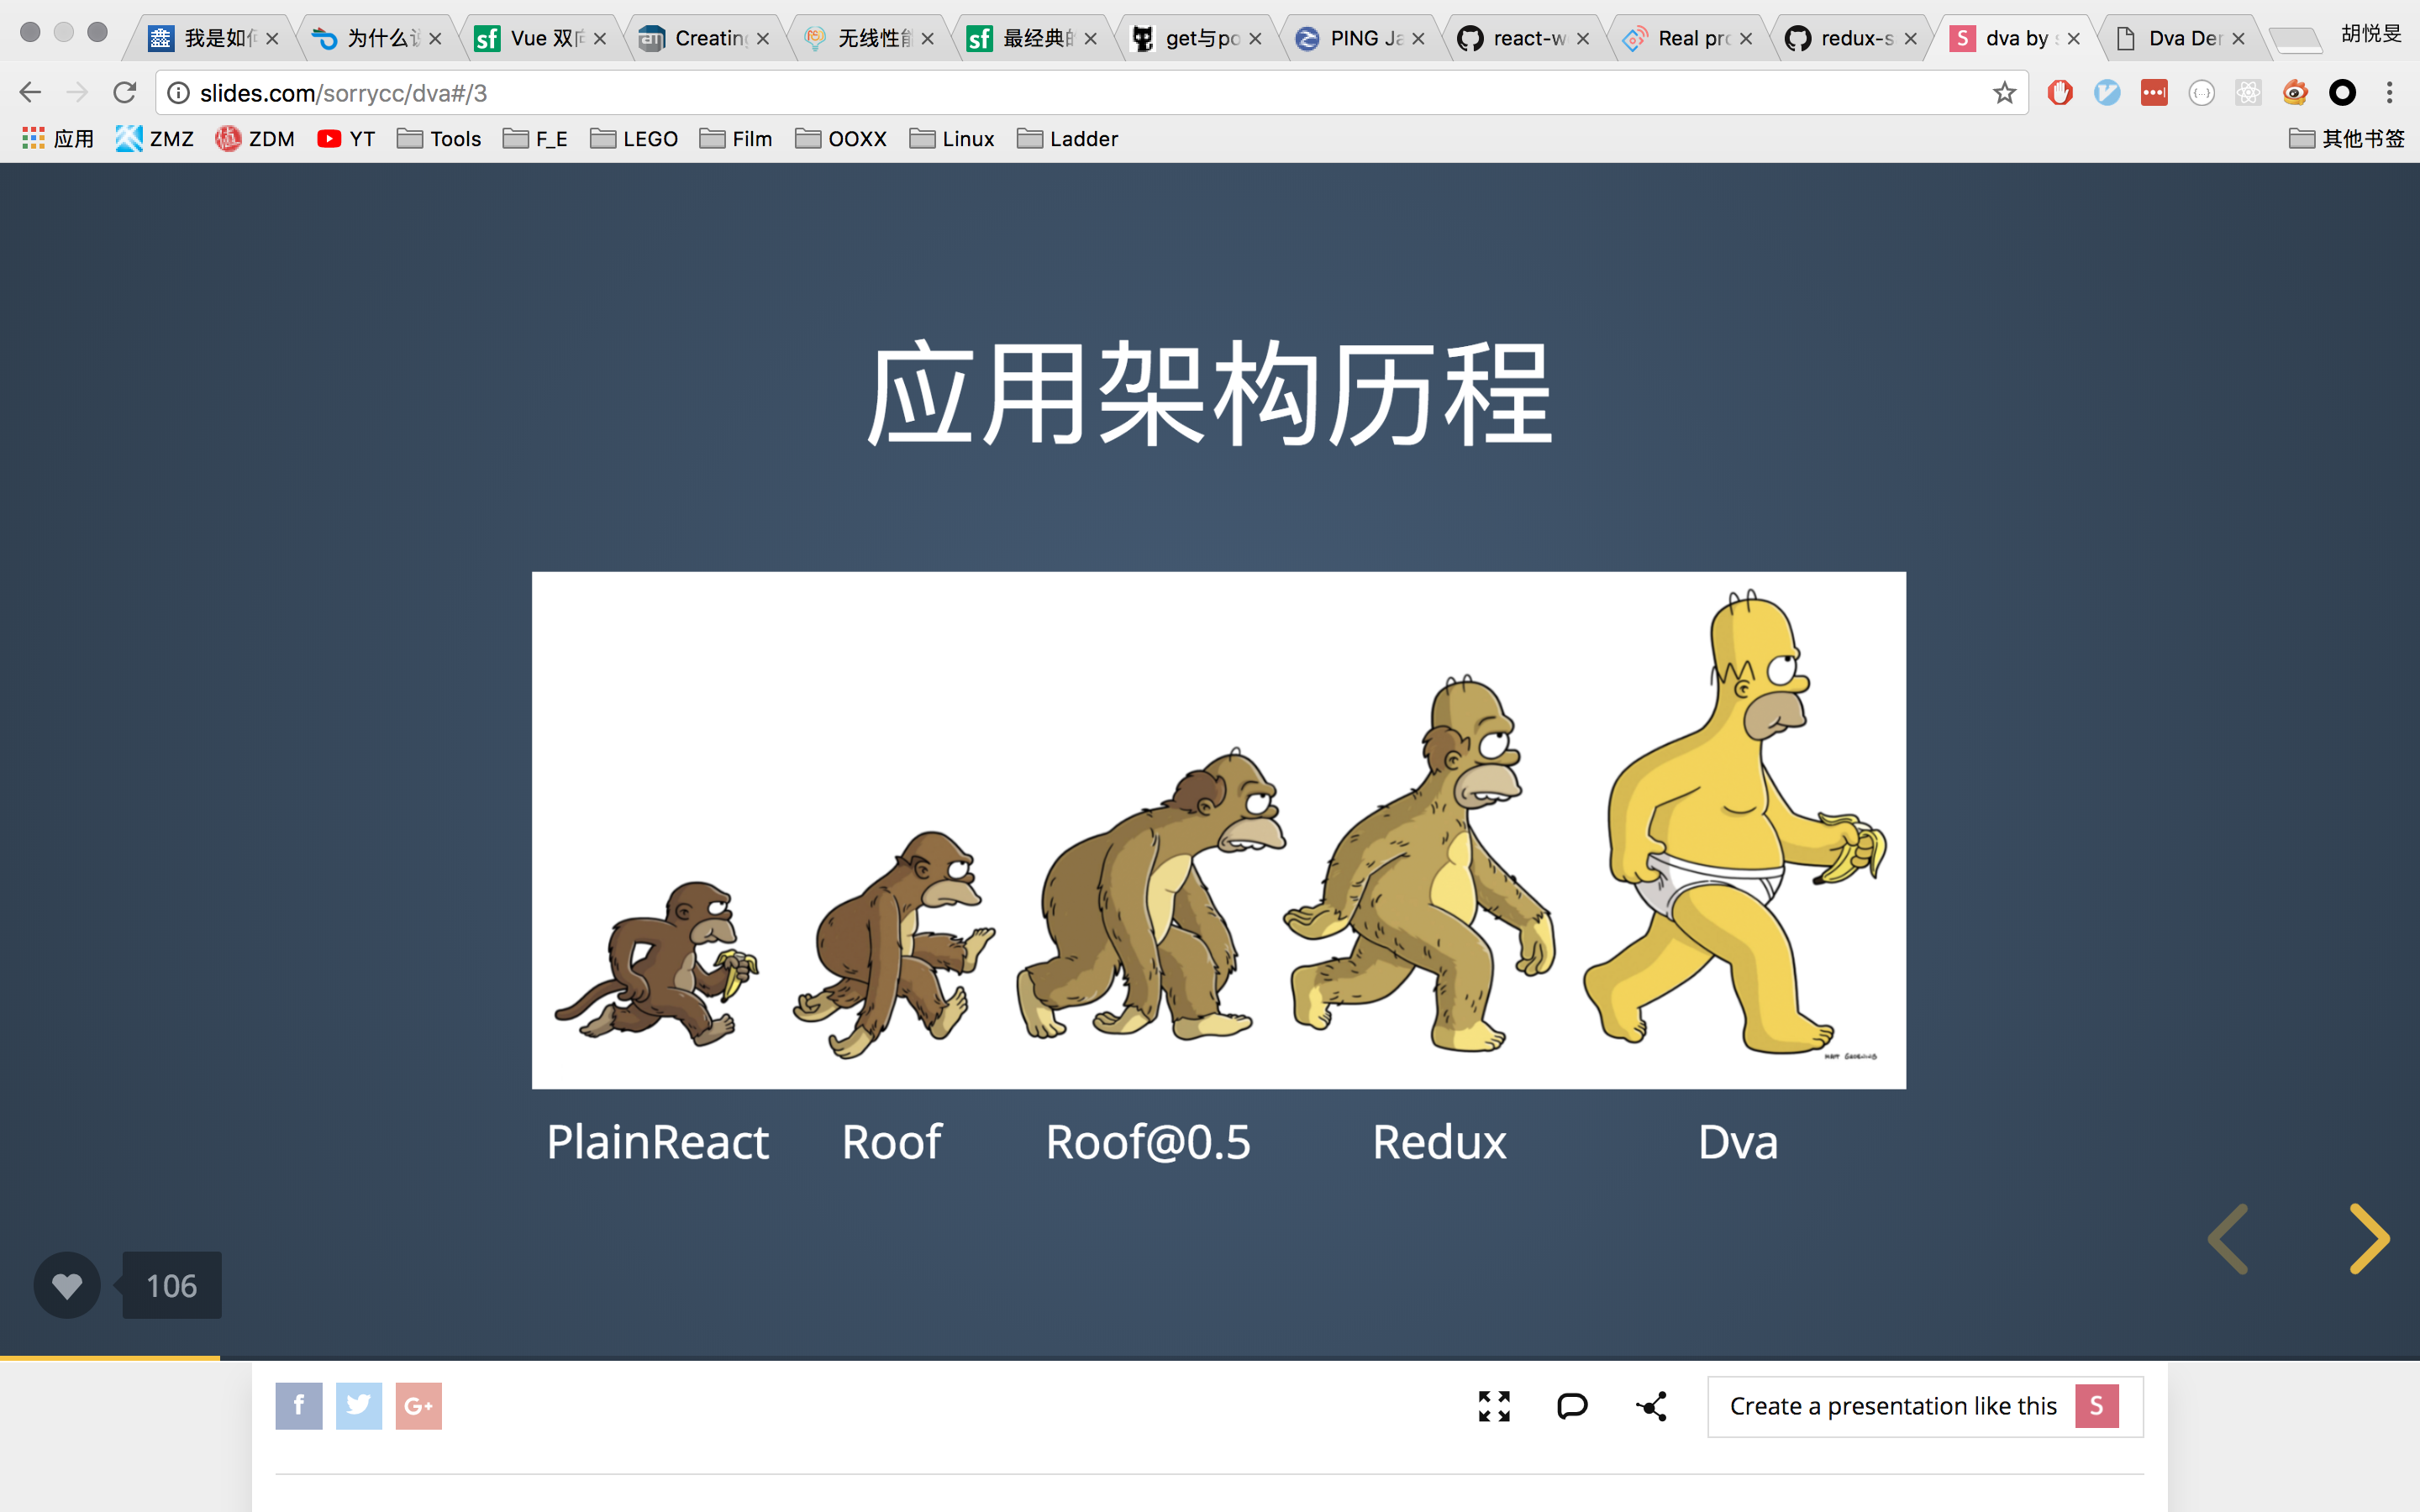 我是如何
为什么
Vue 双向
Creating
无线性能
最经典的
get与po
PING Ja
react-w
Real pro
redux-s
dva by s
Dva Der
胡悦旻
slides.com/sorrycc/dva#/3
应用 ZMZ ZDM YT Tools F_E LEGO Film OOXX Linux Ladder 其他书签
应用架构历程
MATT GROENING
PlainReact Roof Roof@0.5 Redux Dva
106
f G+ Create a presentation like this S